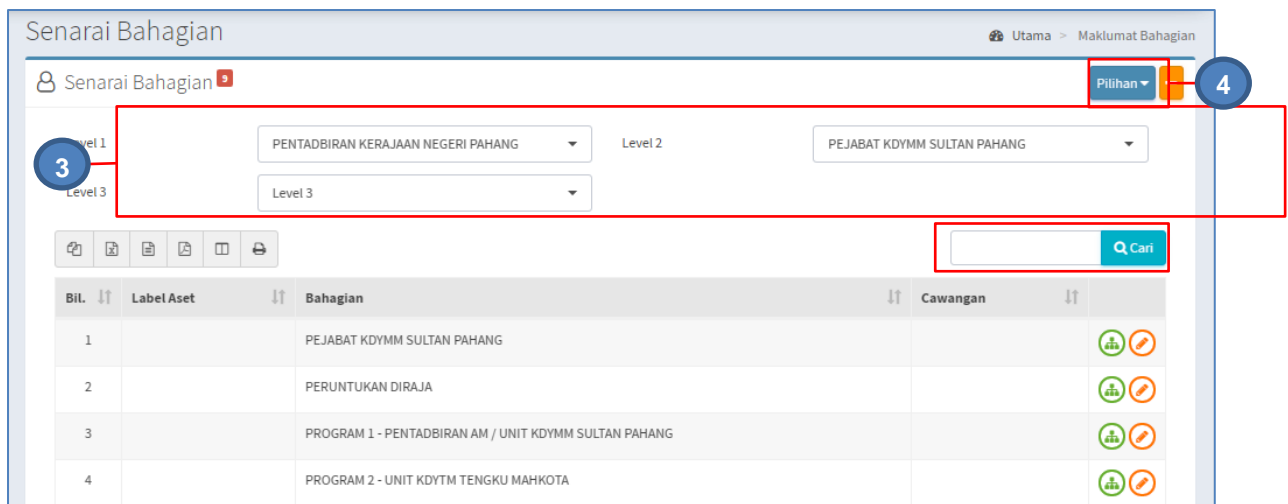 Senarai Bahagian
Utama > Maklumat Bahagian
Senarai Bahagian 9
Pilihan
4
3
Level 1 PENTADBIRAN KERAJAAN NEGERI PAHANG Level 2 PEJABAT KDYMM SULTAN PAHANG
Level 3 Level 3
Cari
Bil. Label Aset Bahagian Cawangan
1 PEJABAT KDYMM SULTAN PAHANG
2 PERUNTUKAN DIRAJA
3 PROGRAM 1 - PENTADBIRAN AM / UNIT KDYMM SULTAN PAHANG
4 PROGRAM 2 - UNIT KDYTM TENGKU MAHKOTA